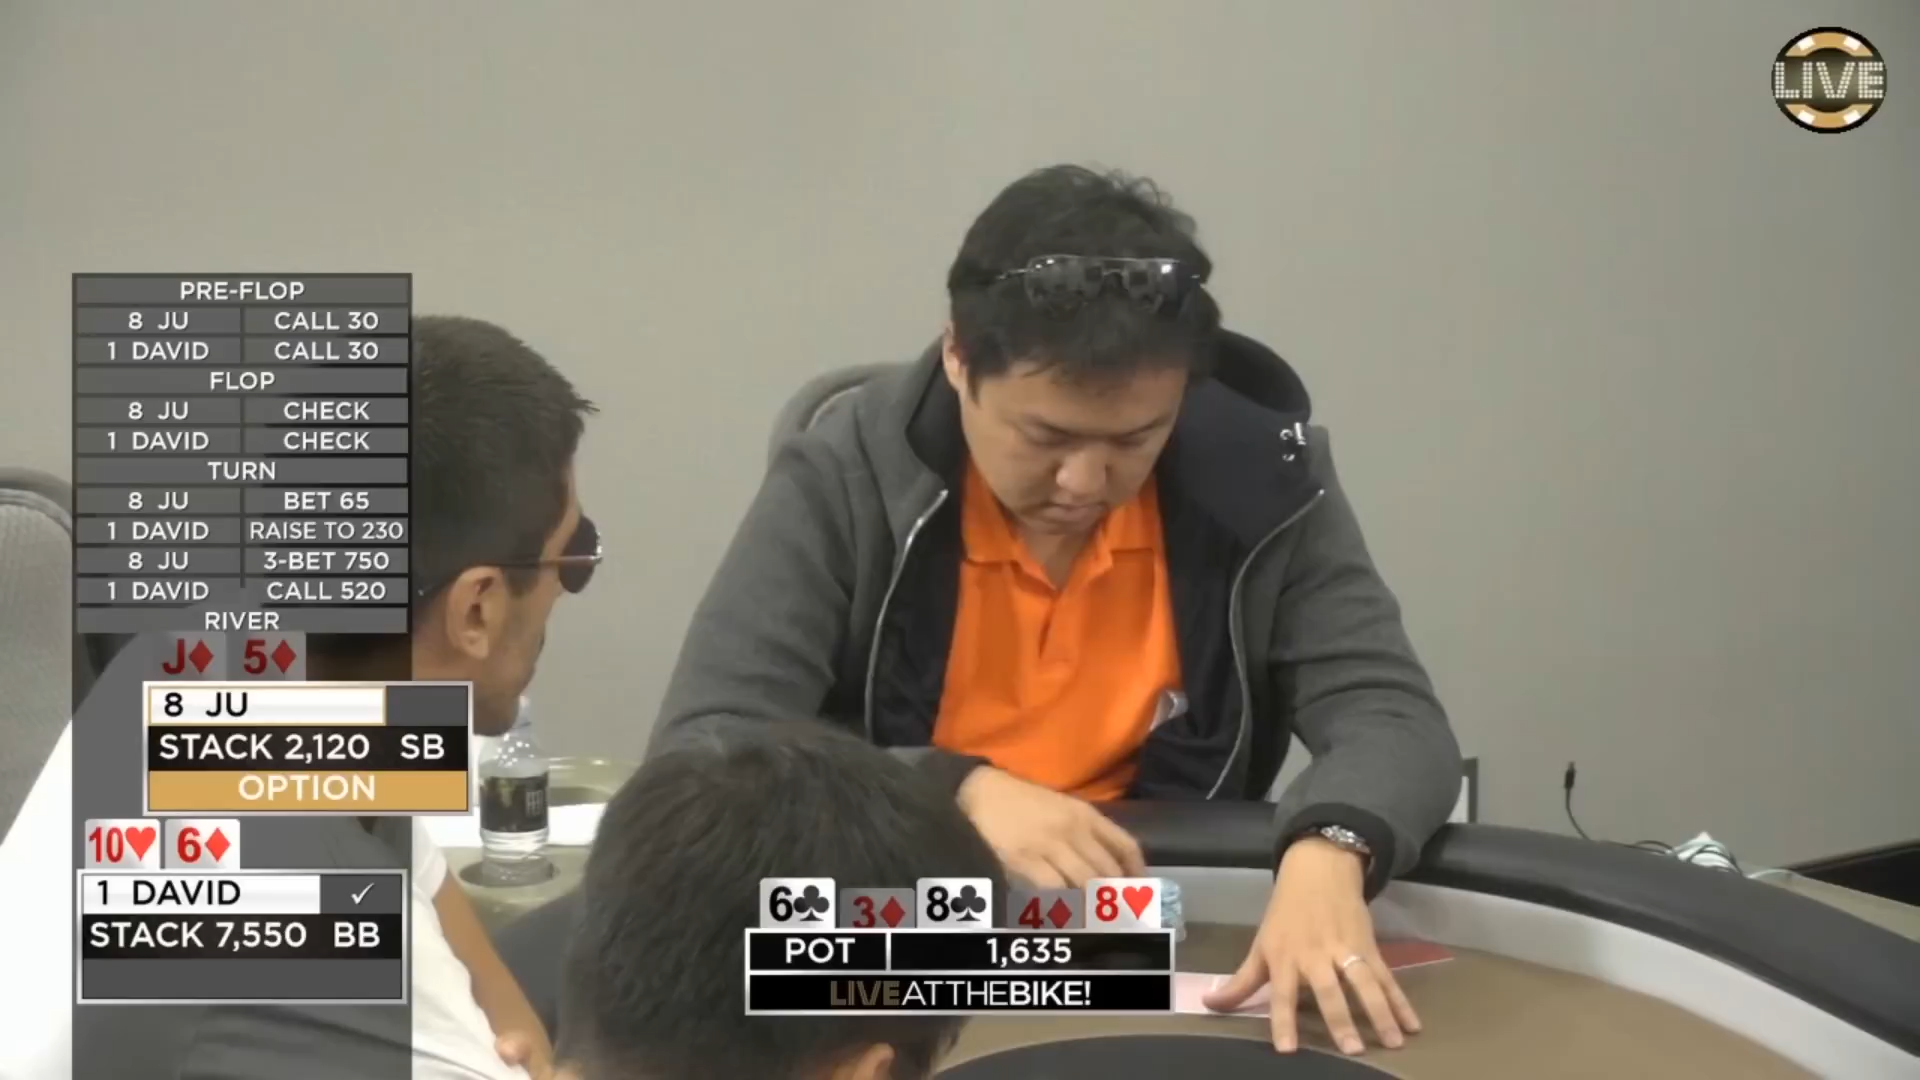 LIVE
PRE-FLOP
8 JU CALL 30
1 DAVID CALL 30
FLOP
8 JU CHECK
1 DAVID CHECK
TURN
8 JU BET 65
1 DAVID RAISE TO 230
8 JU 3-BET 750
1 DAVID CALL 520
RIVER
J♦ 5♦
8 JU
STACK 2,120 SB
OPTION
10♥ 6♦
1 DAVID ✓
STACK 7,550 BB
6♣ 3♦ 8♣ 4♦ 8♥
POT 1,635
LIVEATTHEBIKE!